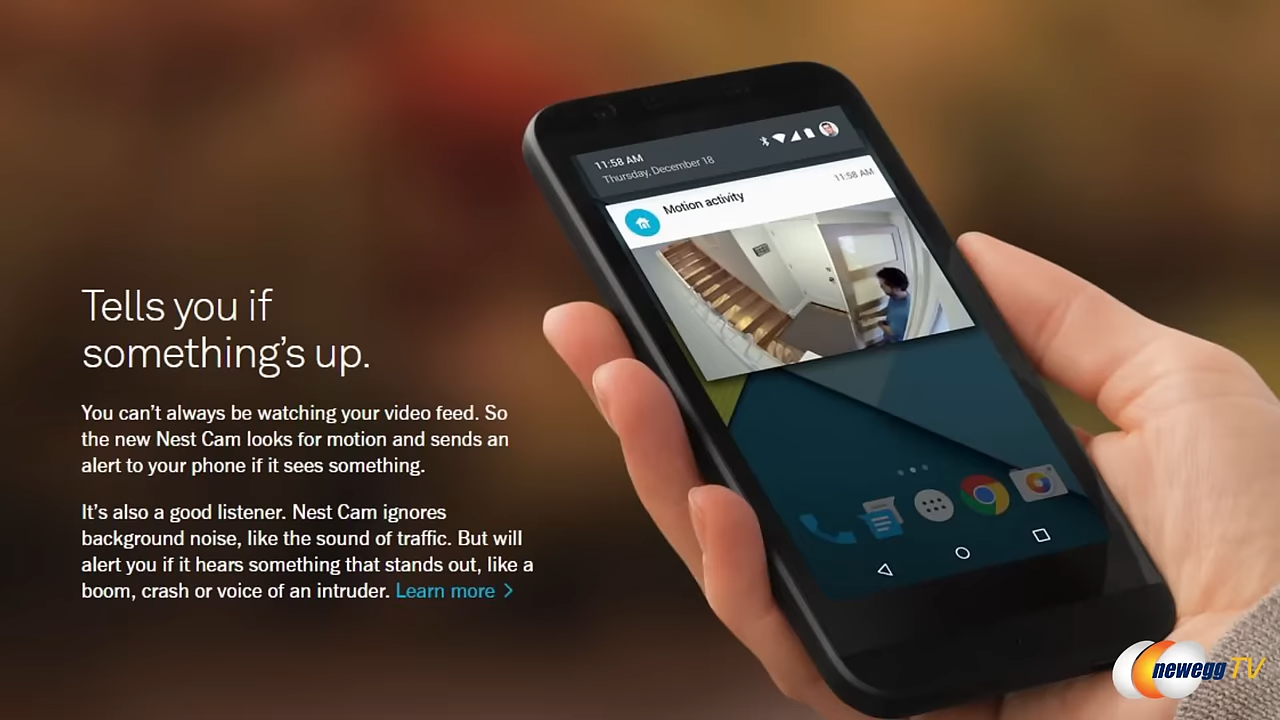 Tells you if
something's up.
You can't always be watching your video feed. So
the new Nest Cam looks for motion and sends an
alert to your phone if it sees something.
It's also a good listener. Nest Cam ignores
background noise, like the sound of traffic. But will
alert you if it hears something that stands out, like a
boom, crash or voice of an intruder. Learn more >
11:58 AM
Thursday, December 18
Motion activity
11:58 AM
newegg TV